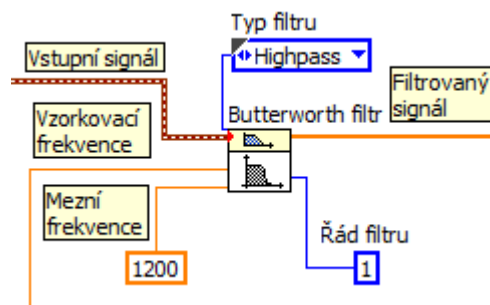 Typ filtru
Highpass
Vstupní signál
Filtrovaný
signál
Vzorkovací
frekvence
Butterworth filtr
Mezní
frekvence
Řád filtru
1200
1